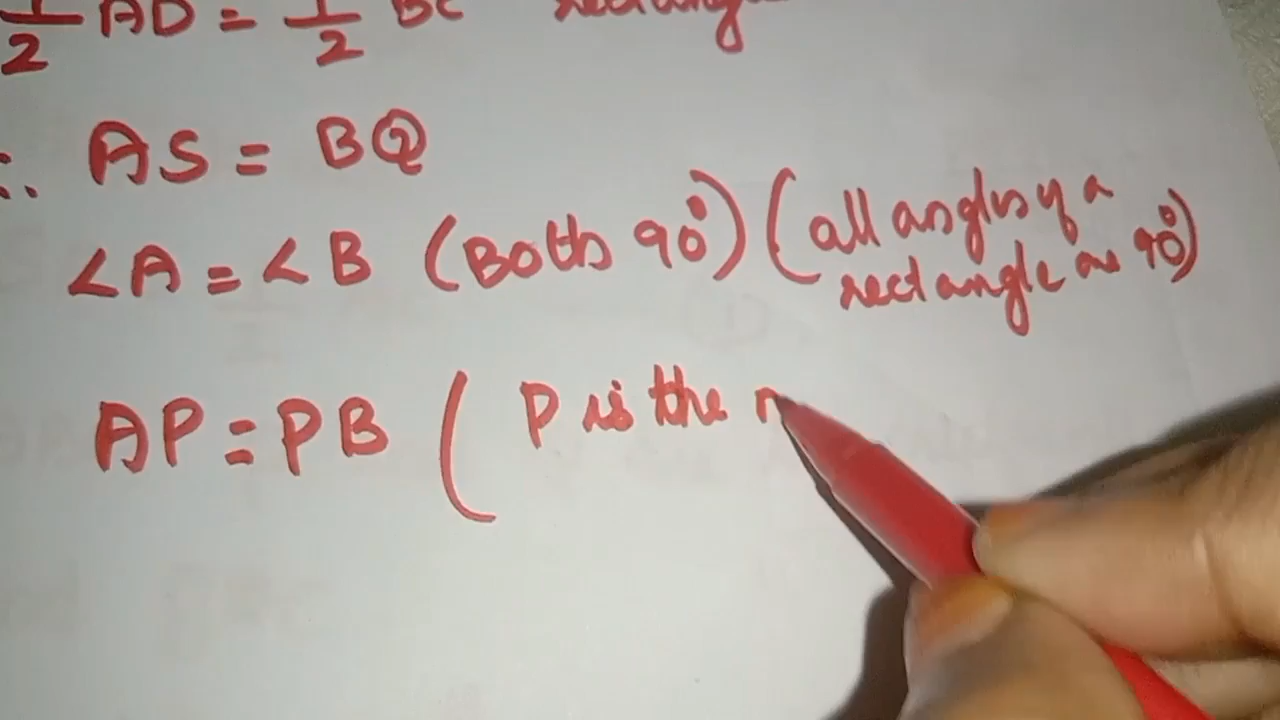 1/2 AD = 1/2 BC rectangle
∴ AS = BQ
∠A = ∠B (Both 90°) (all angles of a
rectangle are 90°)
AP = PB ( P is the m